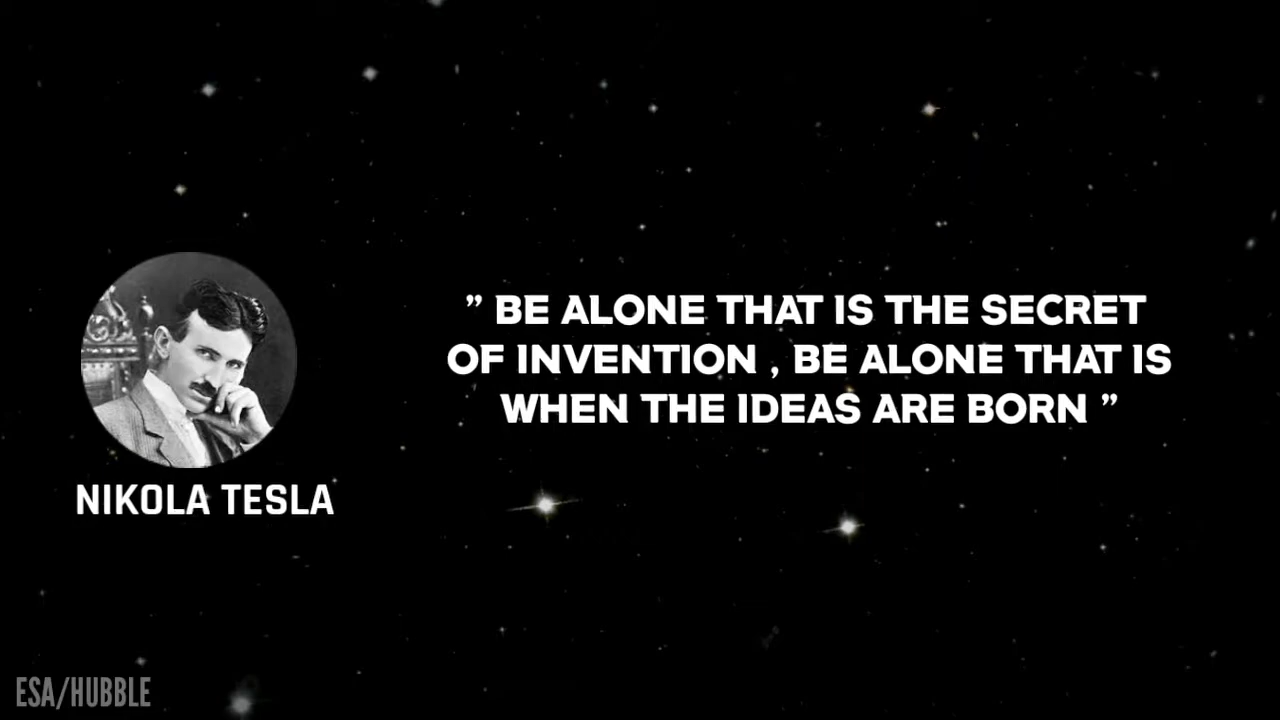 ” BE ALONE THAT IS THE SECRET
OF INVENTION , BE ALONE THAT IS
WHEN THE IDEAS ARE BORN ”
NIKOLA TESLA
ESA/HUBBLE